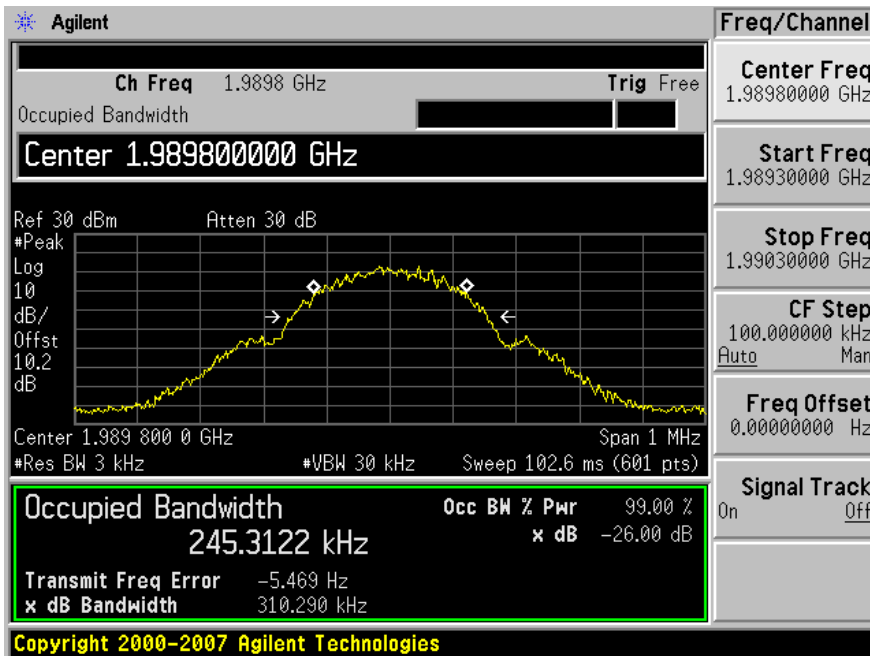 Agilent
Freq/Channel
Ch Freq 1.9898 GHz Trig Free
Occupied Bandwidth
Center 1.989800000 GHz
Ref 30 dBm Atten 30 dB
#Peak
Log
10
dB/
Offst
10.2
dB
Center 1.989 800 0 GHz Span 1 MHz
#Res BW 3 kHz #VBW 30 kHz Sweep 102.6 ms (601 pts)
Occupied Bandwidth
245.3122 kHz
Occ BW % Pwr 99.00 %
x dB -26.00 dB
Transmit Freq Error -5.469 Hz
x dB Bandwidth 310.290 kHz
Center Freq
1.98980000 GHz
Start Freq
1.98930000 GHz
Stop Freq
1.99030000 GHz
CF Step
100.000000 kHz
Auto Man
Freq Offset
0.00000000 Hz
Signal Track
On Off
Copyright 2000-2007 Agilent Technologies